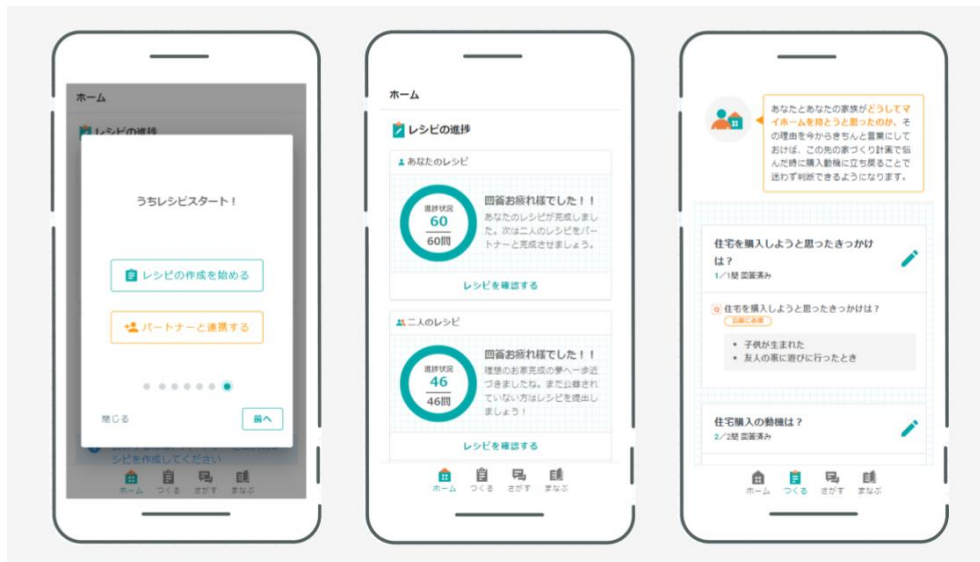 ホーム
レシピの進捗
うちレシピスタート!
レシピの作成を始める
パートナーと連携する
閉じる
前へ
シピを作成してください
ホーム
つくる
さがす
まなぶ
ホーム
レシピの進捗
あなたのレシピ
進捗状況
60
60問
回答お疲れ様でした!!
あなたのレシピが完成しまし
た。次は二人のレシピをパー
トナーと完成させましょう。
レシピを確認する
二人のレシピ
進捗状況
46
46問
回答お疲れ様でした!!
理想のお家完成の夢へ一歩近
づきましたね。まだ公募され
ていない方はレシピを提出し
ましょう!
レシピを確認する
ホーム
つくる
さがす
まなぶ
あなたとあなたの家族がどうしてマ
イホームを持とうと思ったのか、そ
の理由を今からきちんと言葉にして
おけば、この先の家づくり計画で悩
んだ時に購入動機に立ち戻ることで
迷わず判断できるようになります。
住宅を購入しようと思ったきっかけ
は?
1/1問 回答済み
Q 住宅を購入しようと思ったきっかけは?
公募に必須
• 子供が生まれた
• 友人の家に遊びに行ったとき
住宅購入の動機は?
2/2問 回答済み
ホーム
つくる
さがす
まなぶ